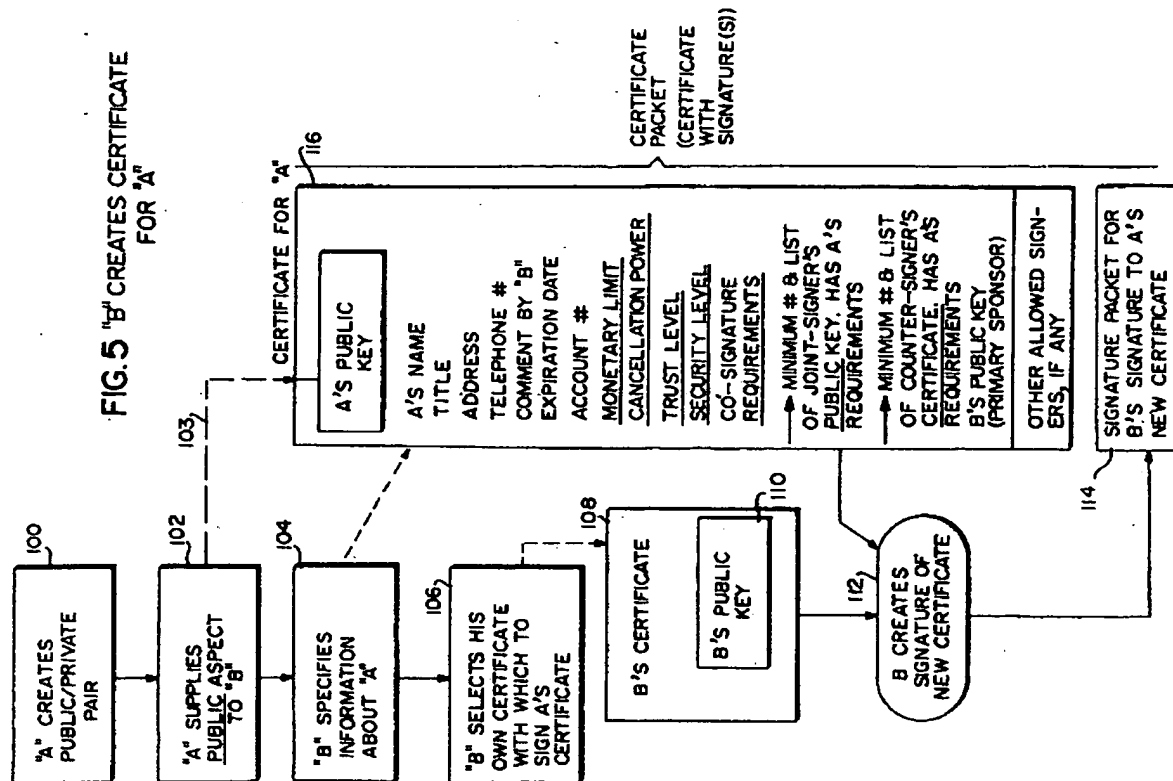 FIG. 5 "B" CREATES CERTIFICATE
FOR "A"
100
"A" CREATES
PUBLIC/PRIVATE
PAIR
102
"A" SUPPLIES
PUBLIC ASPECT
TO "B"
103
104
"B" SPECIFIES
INFORMATION
ABOUT "A"
106
"B" SELECTS HIS
OWN CERTIFICATE
WITH WHICH TO
SIGN A'S
CERTIFICATE
108
B'S CERTIFICATE
110
B'S PUBLIC
KEY
112
B CREATES
SIGNATURE OF
NEW CERTIFICATE
CERTIFICATE FOR "A"
116
A'S PUBLIC
KEY
A'S NAME
TITLE
ADDRESS
TELEPHONE #
COMMENT BY "B"
EXPIRATION DATE
ACCOUNT #
MONETARY LIMIT
CANCELLATION POWER
TRUST LEVEL
SECURITY LEVEL
CO-SIGNATURE
REQUIREMENTS
MINIMUM # & LIST
OF JOINT-SIGNER'S
PUBLIC KEY, HAS A'S
REQUIREMENTS
MINIMUM # & LIST
OF COUNTER-SIGNER'S
CERTIFICATE, HAS A'S
REQUIREMENTS
B'S PUBLIC KEY
(PRIMARY SPONSOR)
OTHER ALLOWED SIGN-
ERS, IF ANY
114
SIGNATURE PACKET FOR
B'S SIGNATURE TO A'S
NEW CERTIFICATE
CERTIFICATE
PACKET
(CERTIFICATE
WITH
SIGNATURE(S))